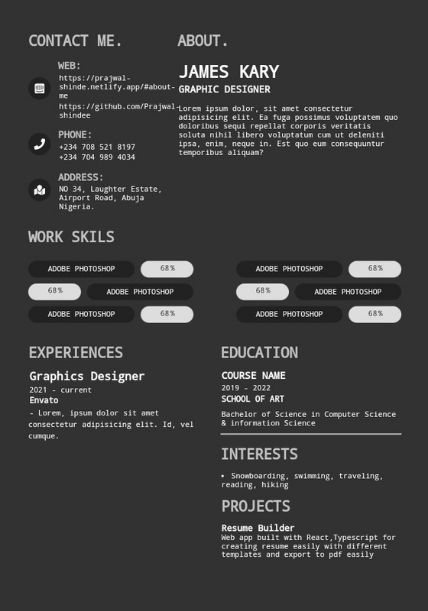 CONTACT ME.
WEB:
https://prajwal-
shinde.netlify.app/#about-
me
https://github.com/Prajwal-
shindee
PHONE:
+234 708 521 8197
+234 704 989 4034
ADDRESS:
NO 34, Laughter Estate,
Airport Road, Abuja
Nigeria.
ABOUT.
JAMES KARY
GRAPHIC DESIGNER
Lorem ipsum dolor, sit amet consectetur
adipisicing elit. Ea fuga possimus voluptatem quo
doloribus sequi repellat corporis veritatis
soluta nihil libero voluptatum cum ut deleniti
ipsa, enim, neque in. Est quo eum consequuntur
temporibus aliquam?
WORK SKILS
ADOBE PHOTOSHOP 68%
68% ADOBE PHOTOSHOP
ADOBE PHOTOSHOP 68%
ADOBE PHOTOSHOP 68%
68% ADOBE PHOTOSHOP
ADOBE PHOTOSHOP 68%
EXPERIENCES
Graphics Designer
2021 - current
Envato
- Lorem, ipsum dolor sit amet
consectetur adipisicing elit. Id, vel
cumque.
EDUCATION
COURSE NAME
2019 - 2022
SCHOOL OF ART
Bachelor of Science in Computer Science
& information Science
INTERESTS
• Snowboarding, swimming, traveling,
reading, hiking
PROJECTS
Resume Builder
Web app built with React,Typescript for
creating resume easily with different
templates and export to pdf easily